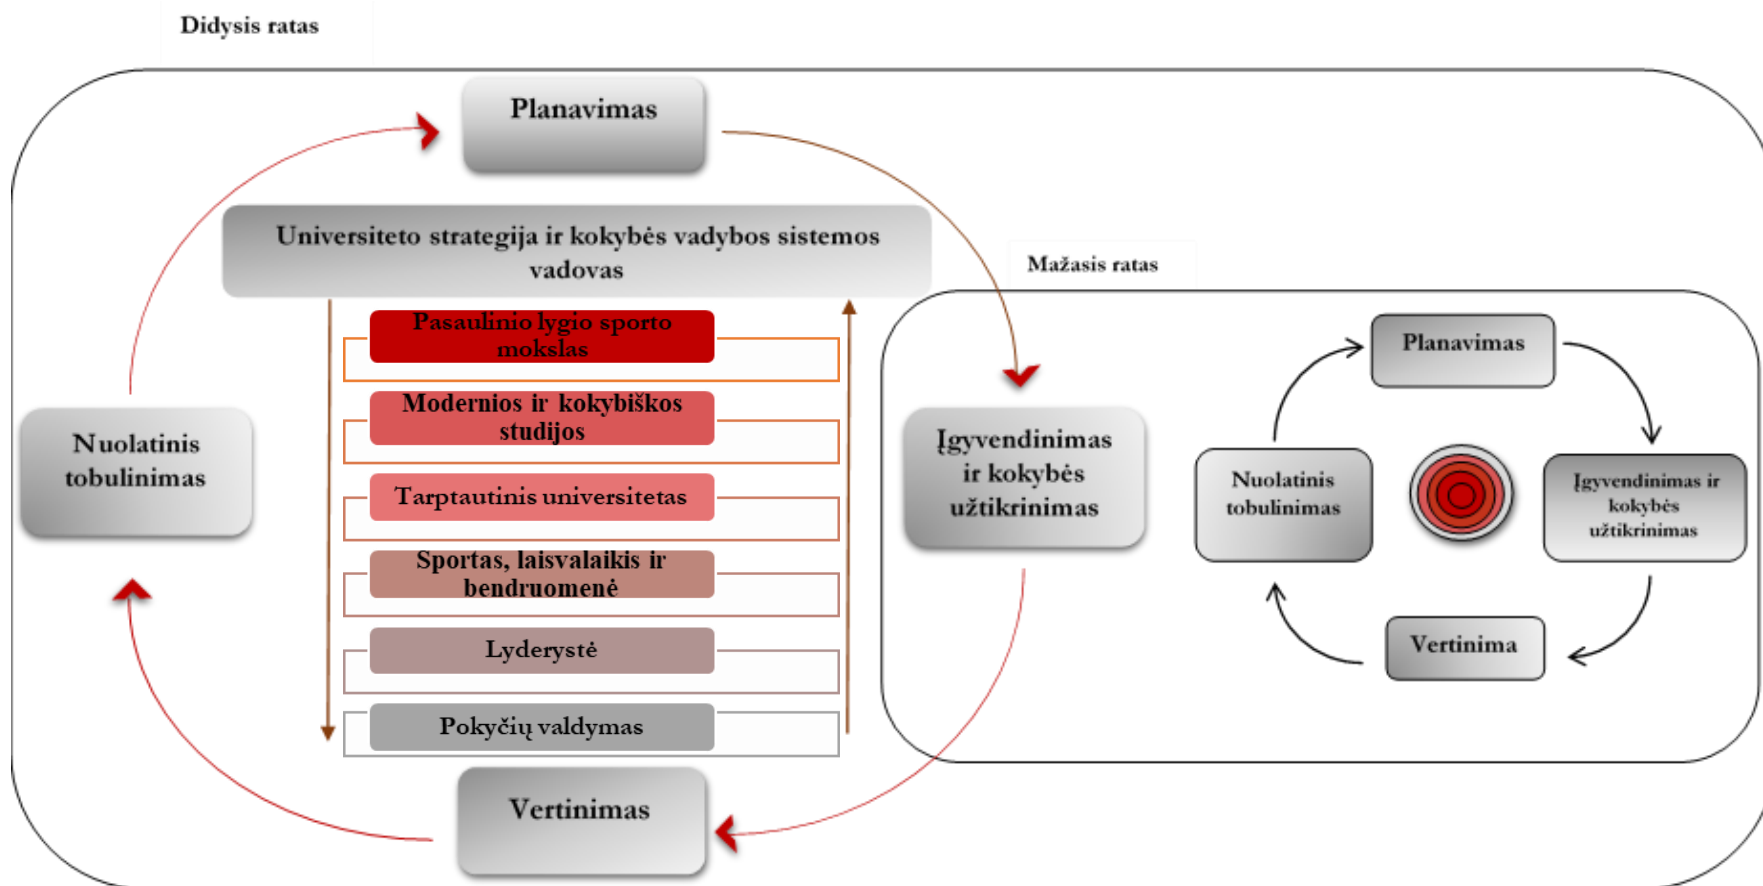 Didysis ratas
Planavimas
Universiteto strategija ir kokybės vadybos sistemos
vadovas
Pasaulinio lygio sporto
mokslas
Modernios ir kokybiškos
studijos
Tarptautinis universitetas
Sportas, laisvalaikis ir
bendruomenė
Lyderystė
Pokyčių valdymas
Nuolatinis
tobulinimas
Įgyvendinimas
ir kokybės
užtikrinimas
Vertinimas
Mažasis ratas
Planavimas
Nuolatinis
tobulinimas
Įgyvendinimas ir
kokybės
užtikrinimas
Vertinima